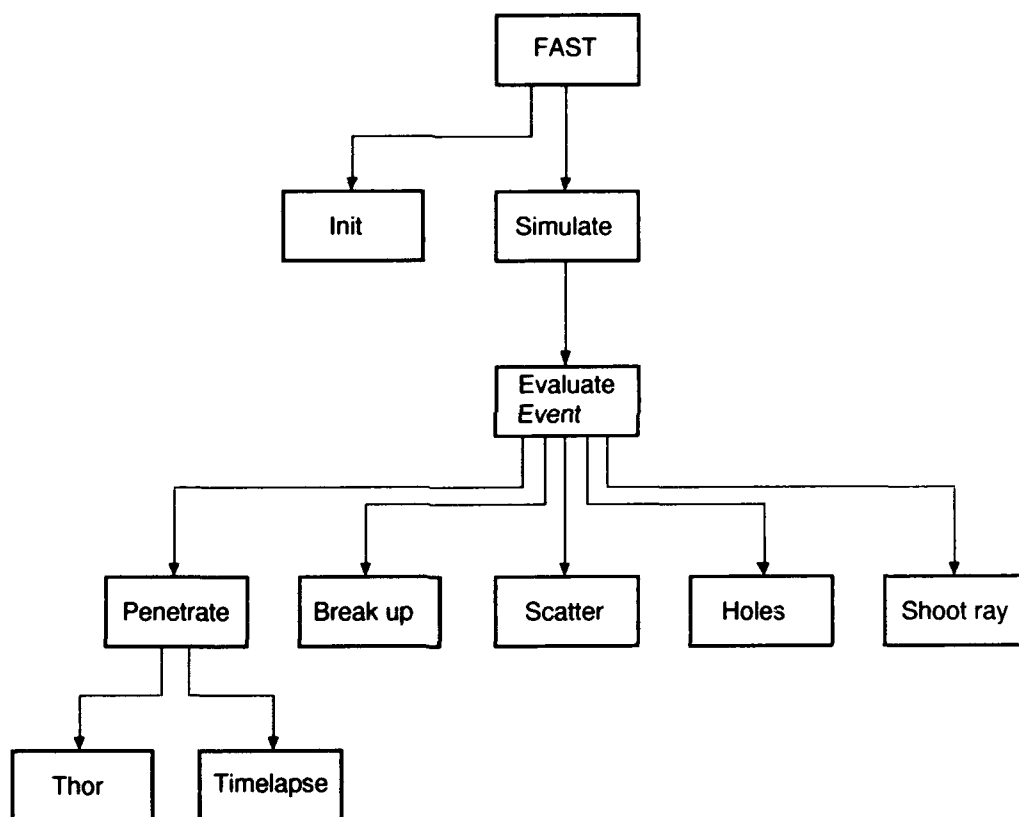 FAST
Init
Simulate
Evaluate
Event
Penetrate
Break up
Scatter
Holes
Shoot ray
Thor
Timelapse